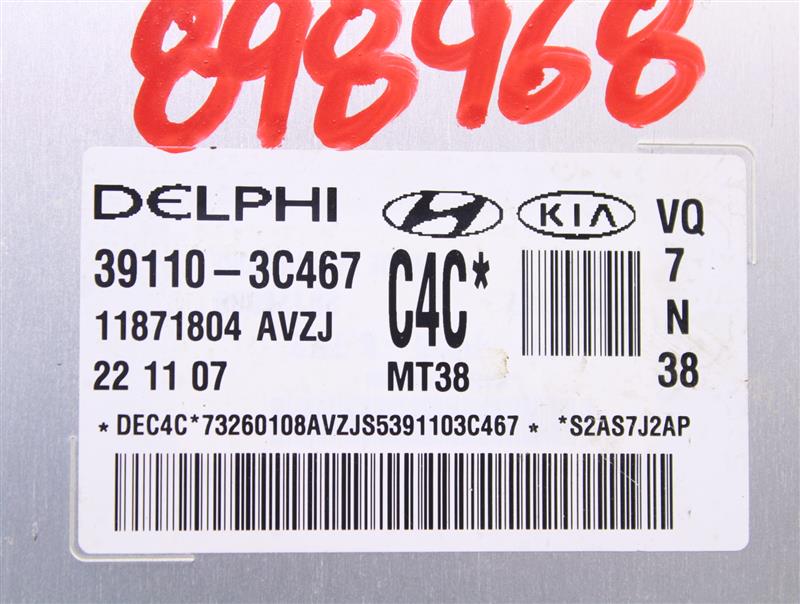 898968
DELPHI KIA VQ
39110-3C467 C4C* 7
11871804 AVZJ N
22 11 07 MT38 38
*DEC4C*73260108AVZJS5391103C467* *S2AS7J2AP